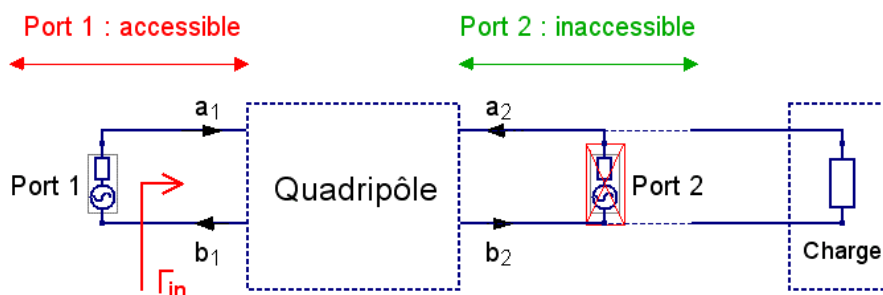 Port 1 : accessible
Port 2 : inaccessible
a1
a2
Port 1
Quadripôle
Port 2
b1
b2
Charge
Γin